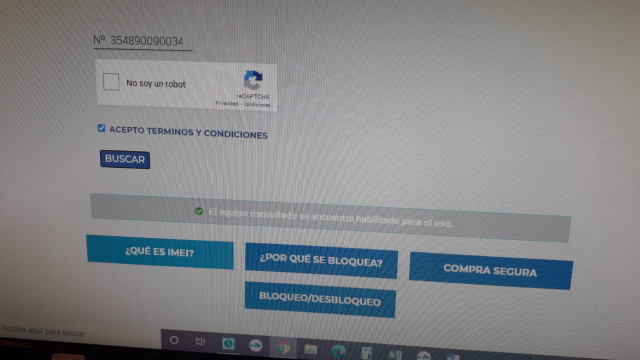 Nº 354890090034
No soy un robot
reCAPTCHA
Privacidad - Condiciones
ACEPTO TERMINOS Y CONDICIONES
BUSCAR
El equipo consultado se encuentra habilitado para el uso.
¿QUÉ ES IMEI?
¿POR QUÉ SE BLOQUEA?
COMPRA SEGURA
BLOQUEO/DESBLOQUEO
Escribe aquí para buscar